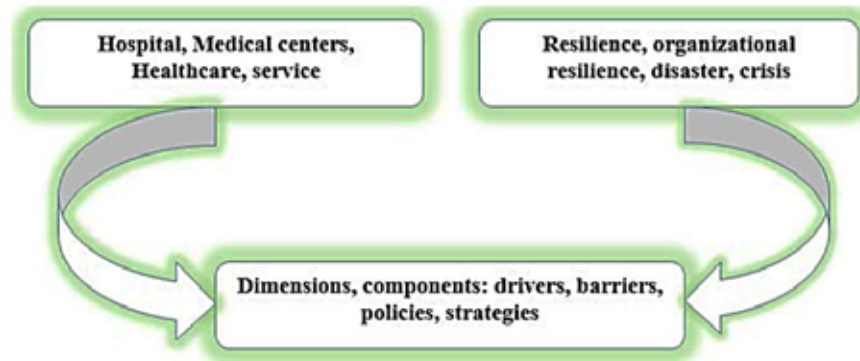 Hospital, Medical centers,
Healthcare, service
Resilience, organizational
resilience, disaster, crisis
Dimensions, components: drivers, barriers,
policies, strategies